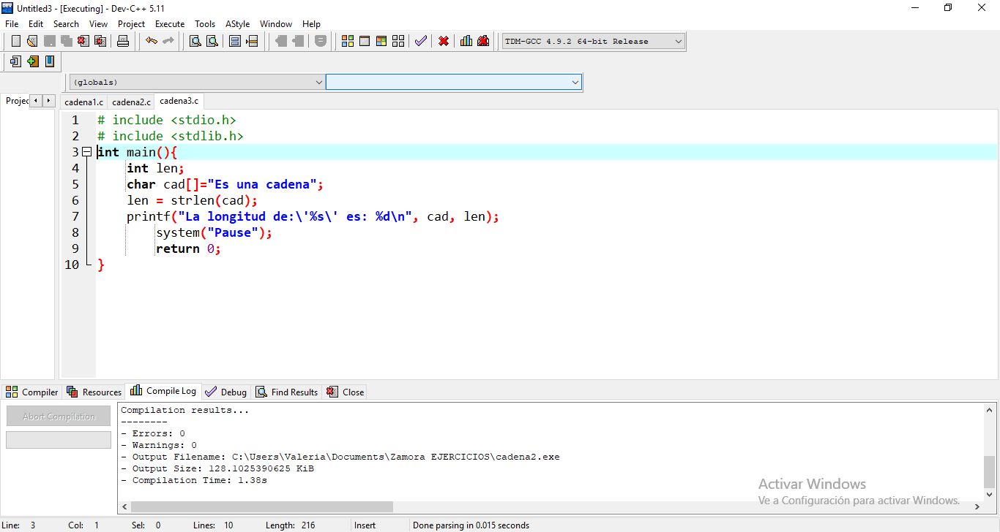 Untitled3 - [Executing] - Dev-C++ 5.11
File Edit Search View Project Execute Tools AStyle Window Help
TDM-GCC 4.9.2 64-bit Release
(globals)
Projec cadena1.c cadena2.c cadena3.c
1 # include <stdio.h>
2 # include <stdlib.h>
3 int main(){
4 int len;
5 char cad[]="Es una cadena";
6 len = strlen(cad);
7 printf("La longitud de:\'%s\' es: %d\n", cad, len);
8 system("Pause");
9 return 0;
10 }
Compiler Resources Compile Log Debug Find Results Close
Abort Compilation
Compilation results...
--------
- Errors: 0
- Warnings: 0
- Output Filename: C:\Users\Valeria\Documents\Zamora EJERCICIOS\cadena2.exe
- Output Size: 128.1025390625 KiB
- Compilation Time: 1.38s
Activar Windows
Ve a Configuración para activar Windows.
Line: 3 Col: 1 Sel: 0 Lines: 10 Length: 216 Insert Done parsing in 0.015 seconds